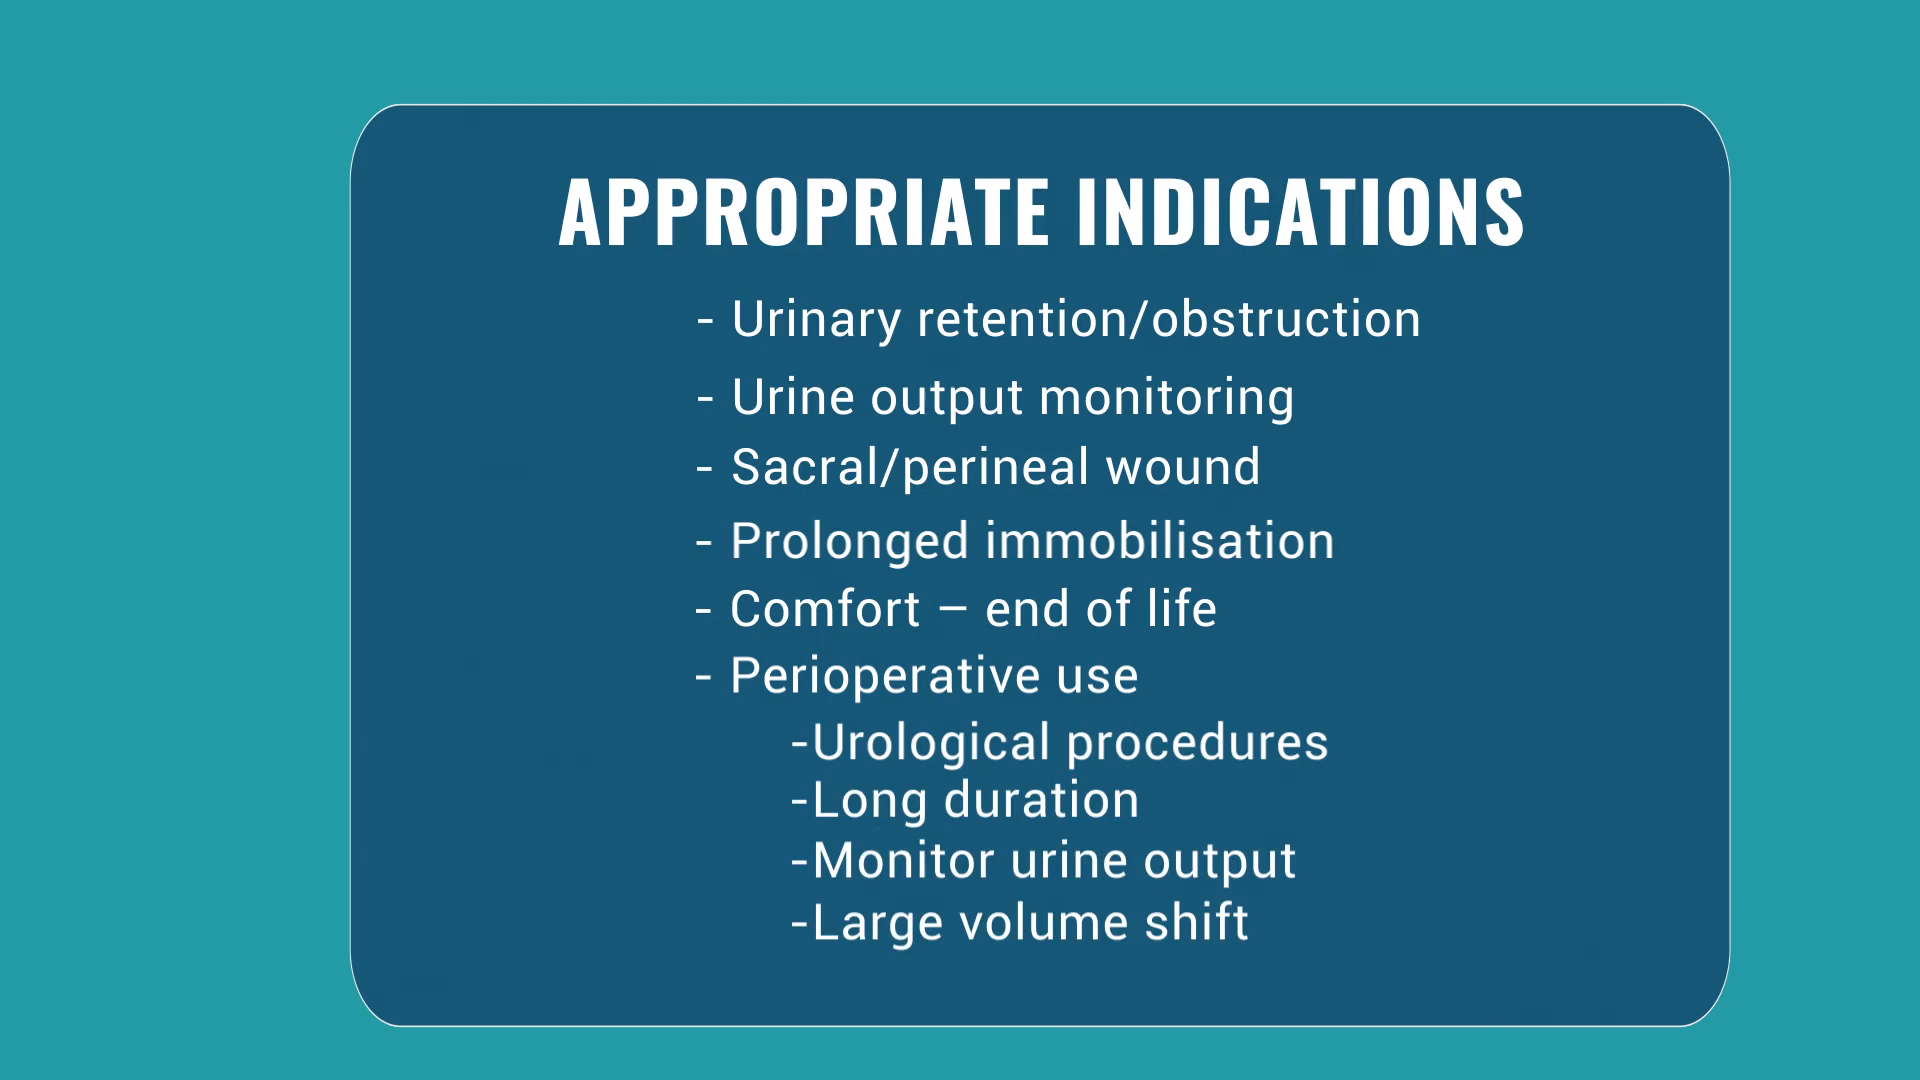 APPROPRIATE INDICATIONS
- Urinary retention/obstruction
- Urine output monitoring
- Sacral/perineal wound
- Prolonged immobilisation
- Comfort – end of life
- Perioperative use
-Urological procedures
-Long duration
-Monitor urine output
-Large volume shift